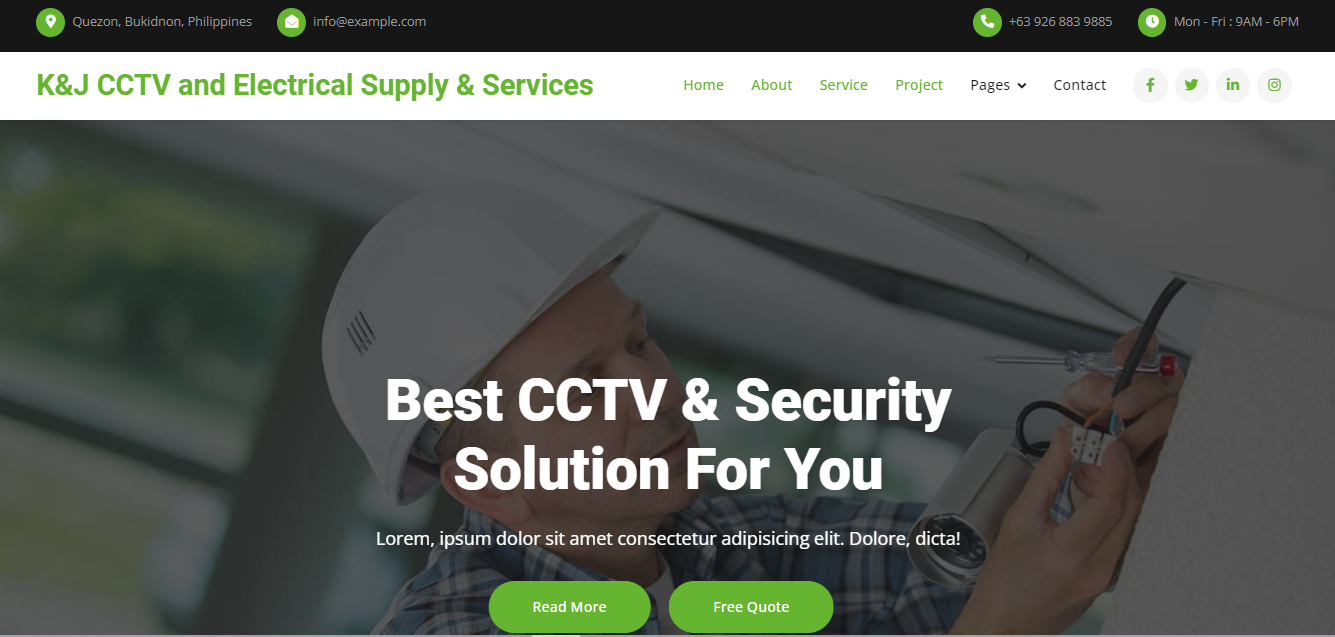 Quezon, Bukidnon, Philippines info@example.com +63 926 883 9885 Mon - Fri : 9AM - 6PM
K&J CCTV and Electrical Supply & Services Home About Service Project Pages Contact
Best CCTV & Security
Solution For You
Lorem, ipsum dolor sit amet consectetur adipisicing elit. Dolore, dicta!
Read More Free Quote